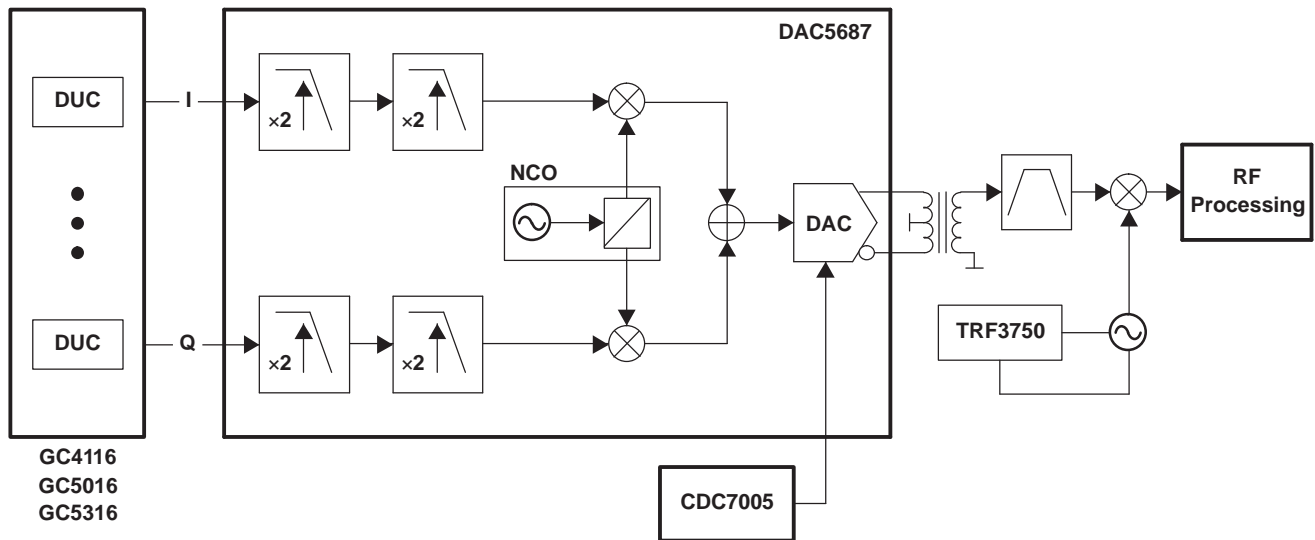 DAC5687
DUC
I
×2
×2
NCO
DAC
RF
Processing
DUC
Q
×2
×2
TRF3750
GC4116
GC5016
GC5316
CDC7005